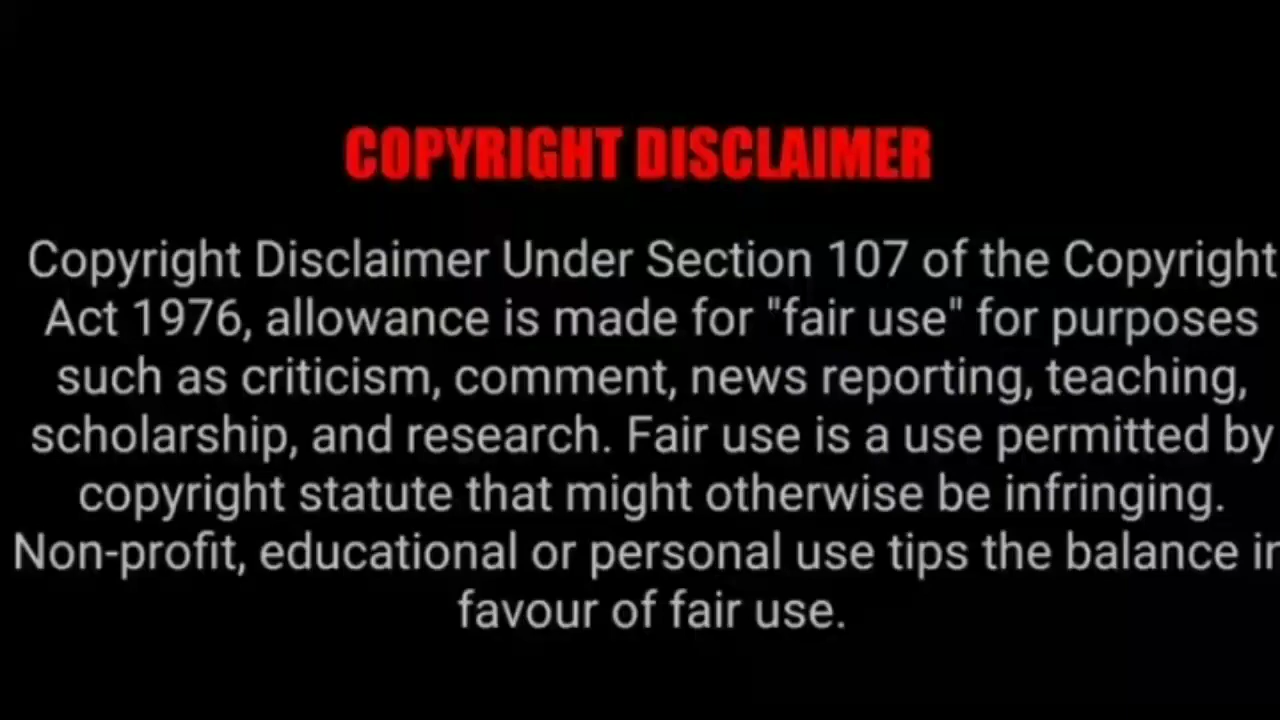 COPYRIGHT DISCLAIMER
Copyright Disclaimer Under Section 107 of the Copyright
Act 1976, allowance is made for "fair use" for purposes
such as criticism, comment, news reporting, teaching,
scholarship, and research. Fair use is a use permitted by
copyright statute that might otherwise be infringing.
Non-profit, educational or personal use tips the balance in
favour of fair use.